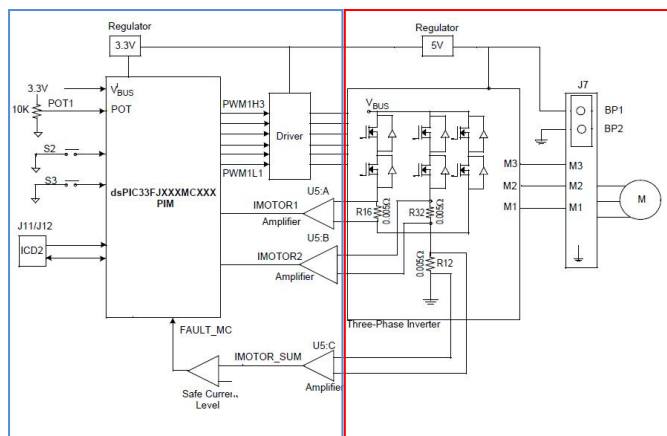 Regulator
3.3V
Regulator
5V
3.3V
VBUS
10K
POT1
POT
S2
S3
dsPIC33FJXXXMCXXX
PIM
J11/J12
ICD2
PWM1H3
PWM1L1
Driver
VBUS
J7
BP1
BP2
M3
M2
M1
M3
M2
M1
M
IMOTOR1
U5:A
Amplifier
R16
0.005Ω
R32
0.005Ω
IMOTOR2
U5:B
Amplifier
R12
0.005Ω
Three-Phase Inverter
FAULT_MC
IMOTOR_SUM
U5:C
Amplifier
Safe Current
Level